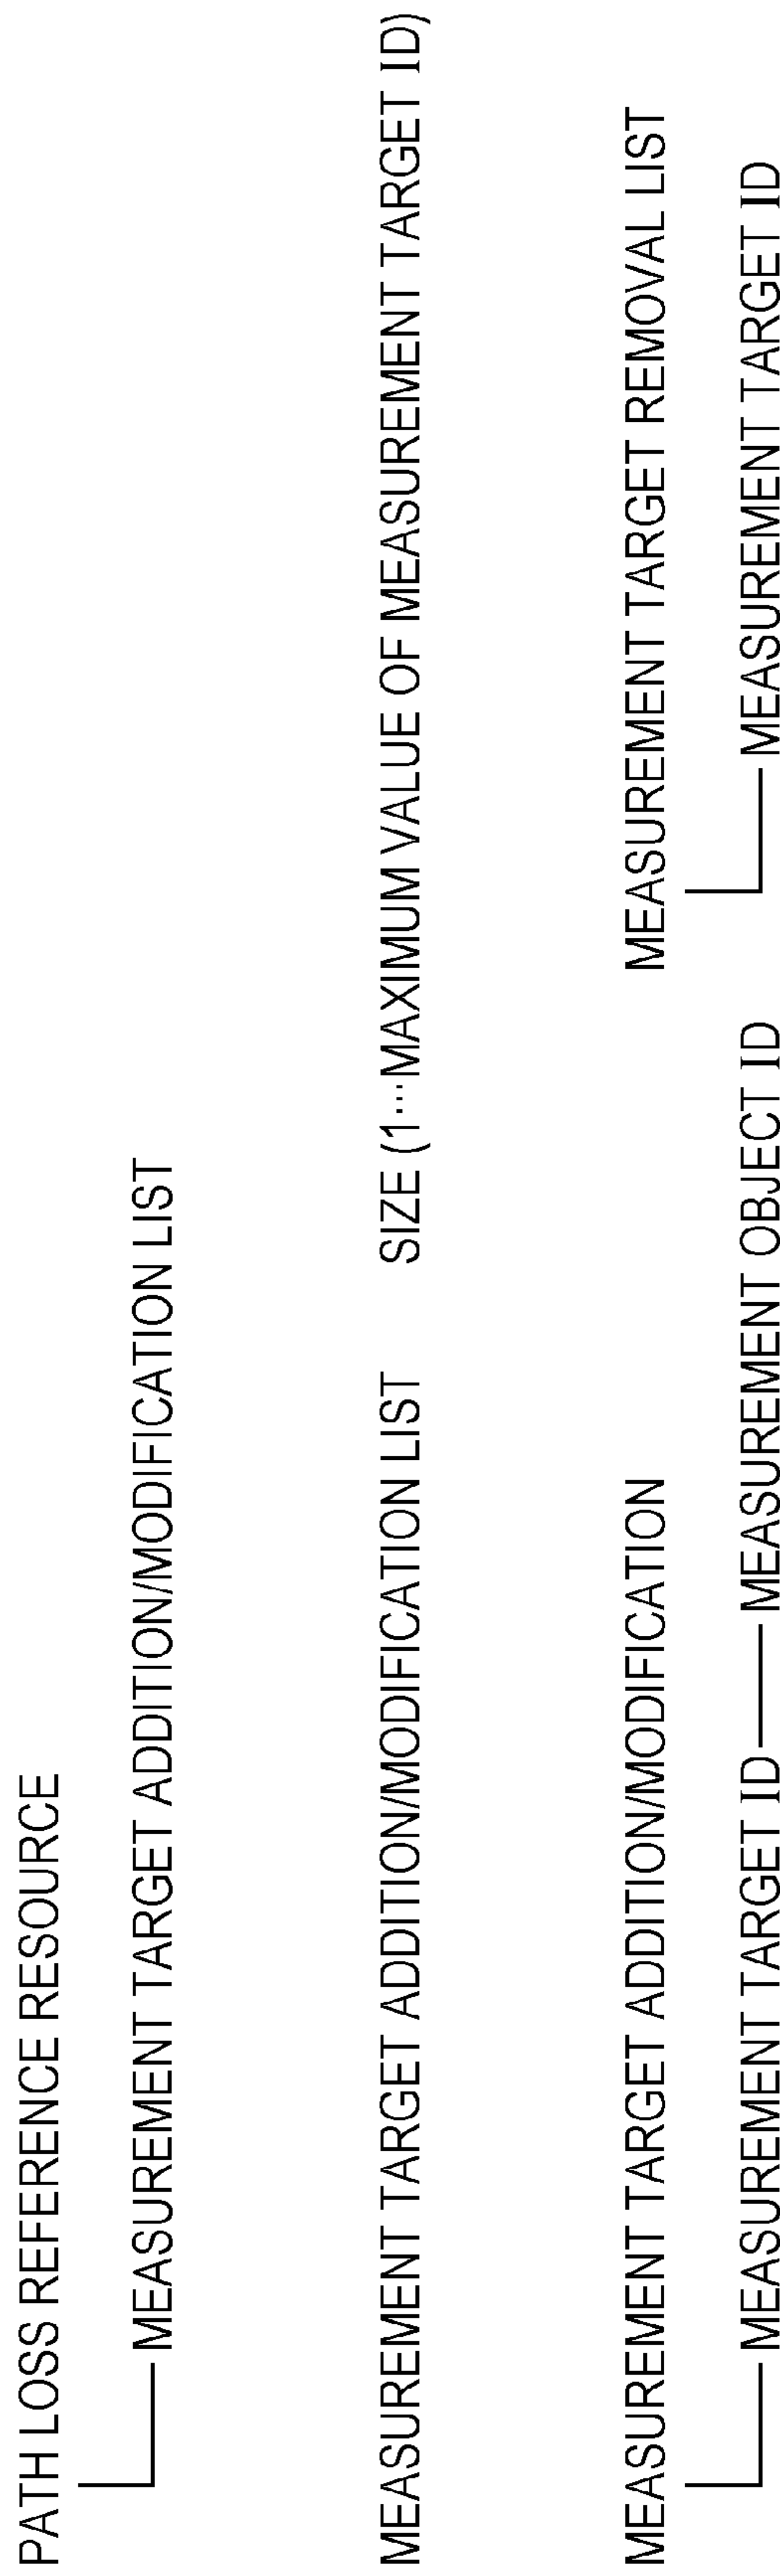 PATH LOSS REFERENCE RESOURCE
MEASUREMENT TARGET ADDITION/MODIFICATION LIST
MEASUREMENT TARGET ADDITION/MODIFICATION LIST SIZE (1⋯MAXIMUM VALUE OF MEASUREMENT TARGET ID)
MEASUREMENT TARGET ADDITION/MODIFICATION MEASUREMENT TARGET REMOVAL LIST
MEASUREMENT TARGET ID MEASUREMENT OBJECT ID MEASUREMENT TARGET ID